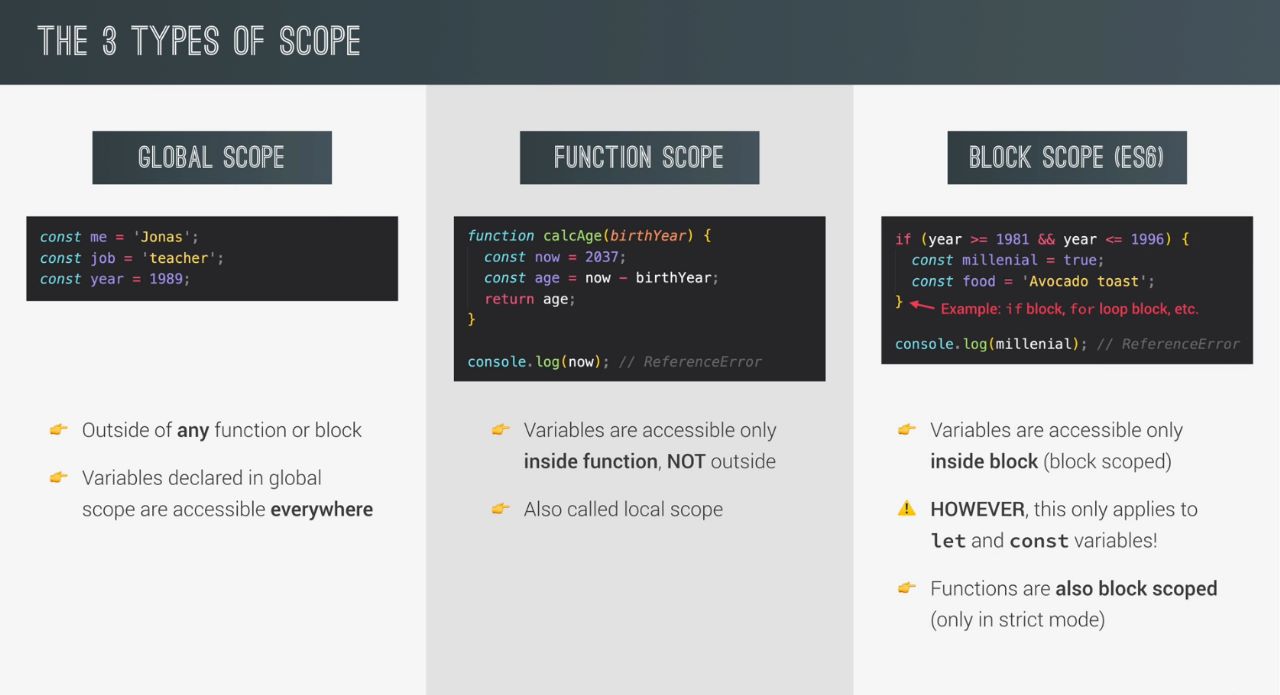 THE 3 TYPES OF SCOPE
GLOBAL SCOPE
const me = 'Jonas';
const job = 'teacher';
const year = 1989;
Outside of any function or block
Variables declared in global
scope are accessible everywhere
FUNCTION SCOPE
function calcAge(birthYear) {
  const now = 2037;
  const age = now − birthYear;
  return age;
}
console.log(now); // ReferenceError
Variables are accessible only
inside function, NOT outside
Also called local scope
BLOCK SCOPE (ES6)
if (year >= 1981 && year <= 1996) {
  const millenial = true;
  const food = 'Avocado toast';
} Example: if block, for loop block, etc.
console.log(millenial); // ReferenceError
Variables are accessible only
inside block (block scoped)
HOWEVER, this only applies to
let and const variables!
Functions are also block scoped
(only in strict mode)